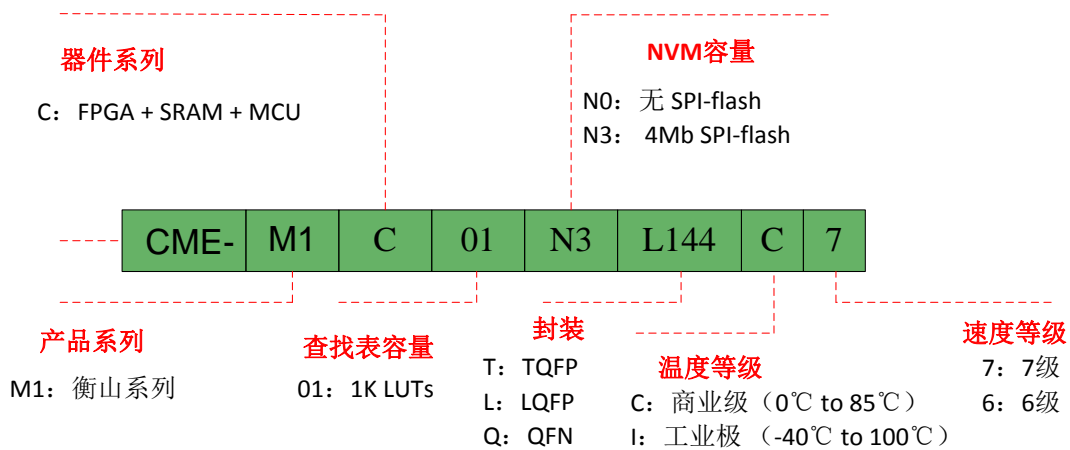 器件系列
C： FPGA + SRAM + MCU
NVM容量
N0： 无 SPI-flash
N3： 4Mb SPI-flash
CME- M1 C 01 N3 L144 C 7
产品系列
M1： 衡山系列
查找表容量
01： 1K LUTs
封装
T： TQFP
L： LQFP
Q： QFN
温度等级
C： 商业级（0℃ to 85℃）
I： 工业极 （-40℃ to 100℃）
速度等级
7： 7级
6： 6级